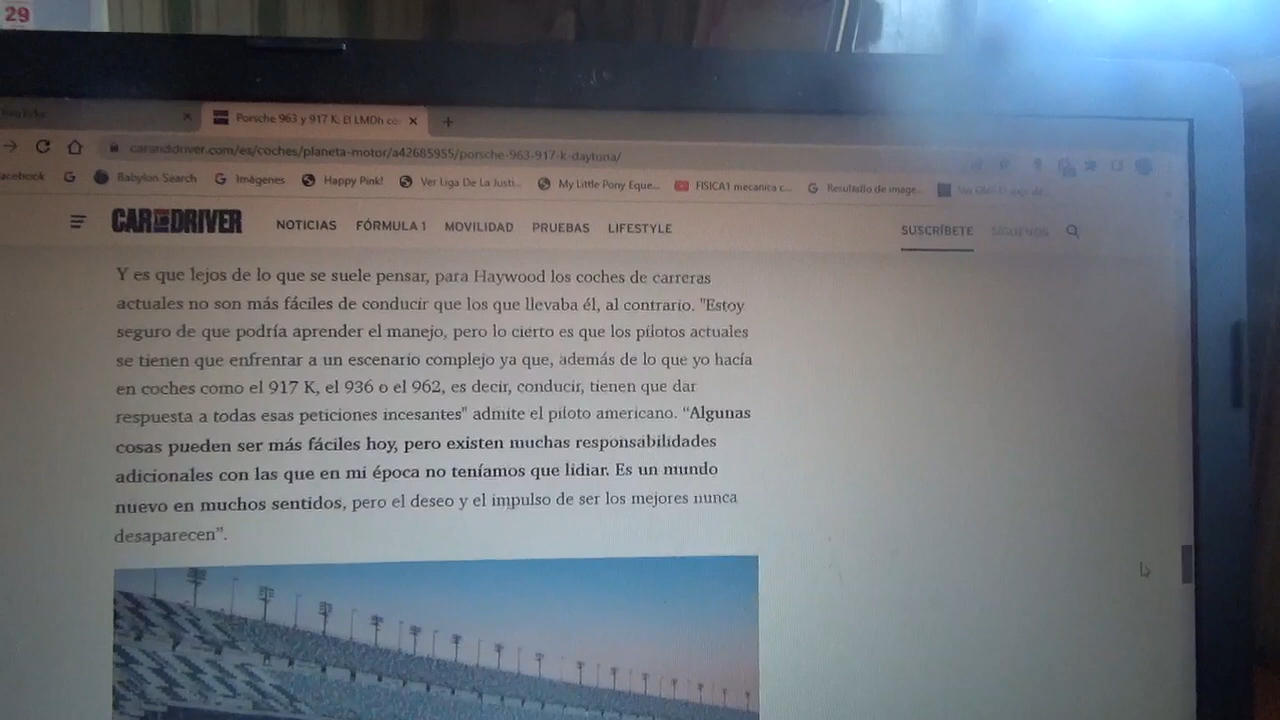 29
Porsche 963 y 917 K: El LMDh co
caranddriver.com/es/coches/planeta-motor/a42685955/porsche-963-917-k-daytona/
acebook
Babylon Search
Imágenes
Happy Pink!
Ver Liga De La Justi...
My Little Pony Eque...
FISICA1 mecanica c...
Resultado de image...
CAR AND DRIVER
NOTICIAS
FÓRMULA 1
MOVILIDAD
PRUEBAS
LIFESTYLE
SUSCRÍBETE
SÍGUENOS
Y es que lejos de lo que se suele pensar, para Haywood los coches de carreras
actuales no son más fáciles de conducir que los que llevaba él, al contrario. "Estoy
seguro de que podría aprender el manejo, pero lo cierto es que los pilotos actuales
se tienen que enfrentar a un escenario complejo ya que, además de lo que yo hacía
en coches como el 917 K, el 936 o el 962, es decir, conducir, tienen que dar
respuesta a todas esas peticiones incesantes" admite el piloto americano. “Algunas
cosas pueden ser más fáciles hoy, pero existen muchas responsabilidades
adicionales con las que en mi época no teníamos que lidiar. Es un mundo
nuevo en muchos sentidos, pero el deseo y el impulso de ser los mejores nunca
desaparecen”.